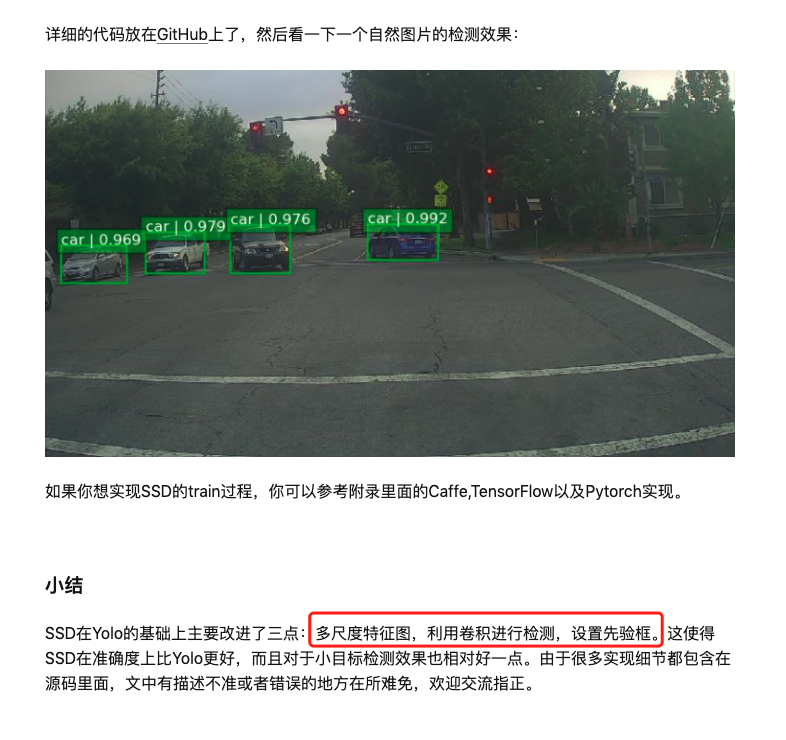 详细的代码放在GitHub上了，然后看一下一个自然图片的检测效果：
car | 0.969
car | 0.979
car | 0.976
car | 0.992
如果你想实现SSD的train过程，你可以参考附录里面的Caffe,TensorFlow以及Pytorch实现。
小结
SSD在Yolo的基础上主要改进了三点：多尺度特征图，利用卷积进行检测，设置先验框。这使得
SSD在准确度上比Yolo更好，而且对于小目标检测效果也相对好一点。由于很多实现细节都包含在
源码里面，文中有描述不准或者错误的地方在所难免，欢迎交流指正。